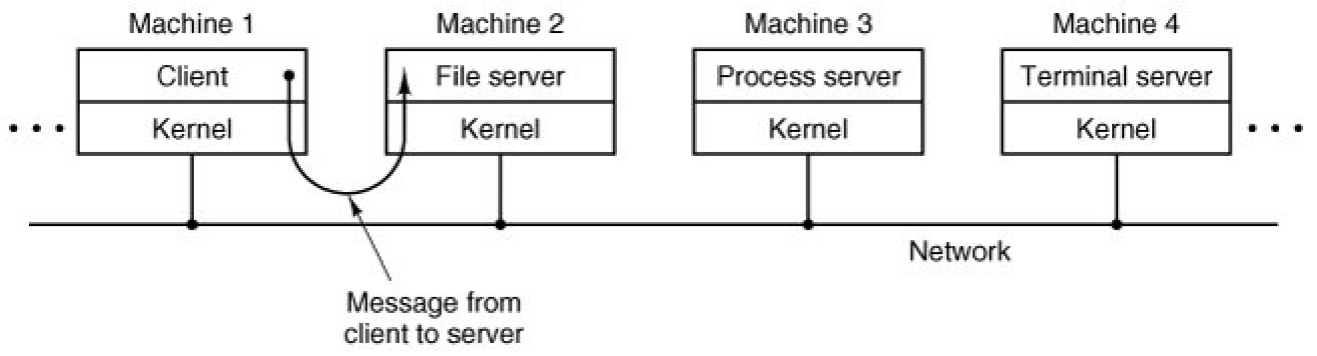 Machine 1
Machine 2
Machine 3
Machine 4
Client
File server
Process server
Terminal server
Kernel
Kernel
Kernel
Kernel
Network
Message from
client to server